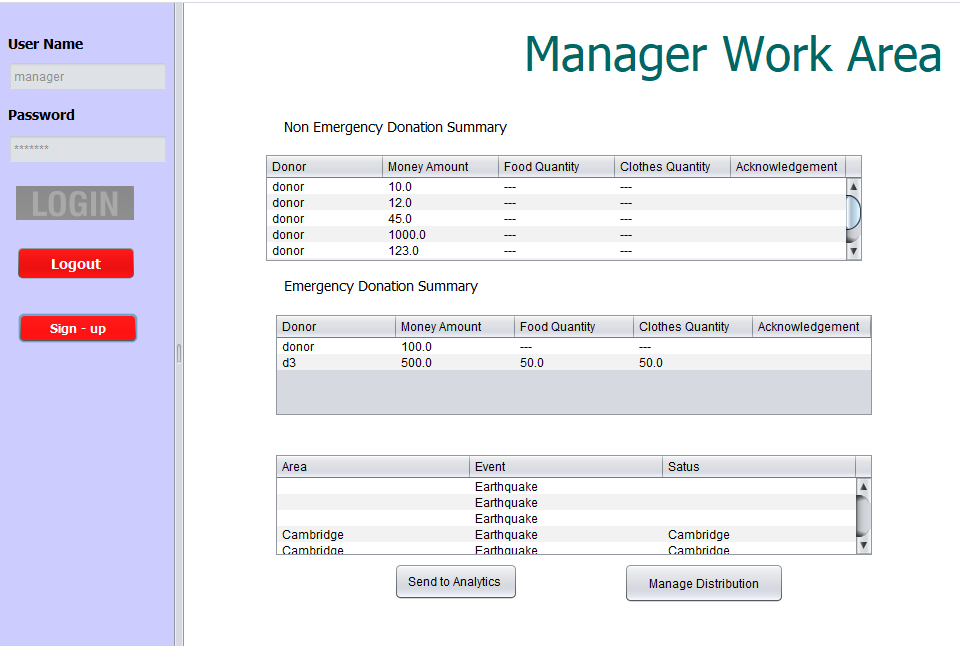 User Name
manager
Password
*******
LOGIN
Logout
Sign - up
Manager Work Area
Non Emergency Donation Summary
Donor Money Amount Food Quantity Clothes Quantity Acknowledgement
donor 10.0 --- ---
donor 12.0 --- ---
donor 45.0 --- ---
donor 1000.0 --- ---
donor 123.0 --- ---
Emergency Donation Summary
Donor Money Amount Food Quantity Clothes Quantity Acknowledgement
donor 100.0 --- ---
d3 500.0 50.0 50.0
Area Event Satus
Earthquake
Earthquake
Earthquake
Cambridge Earthquake Cambridge
Cambridge Earthquake Cambridge
Send to Analytics Manage Distribution